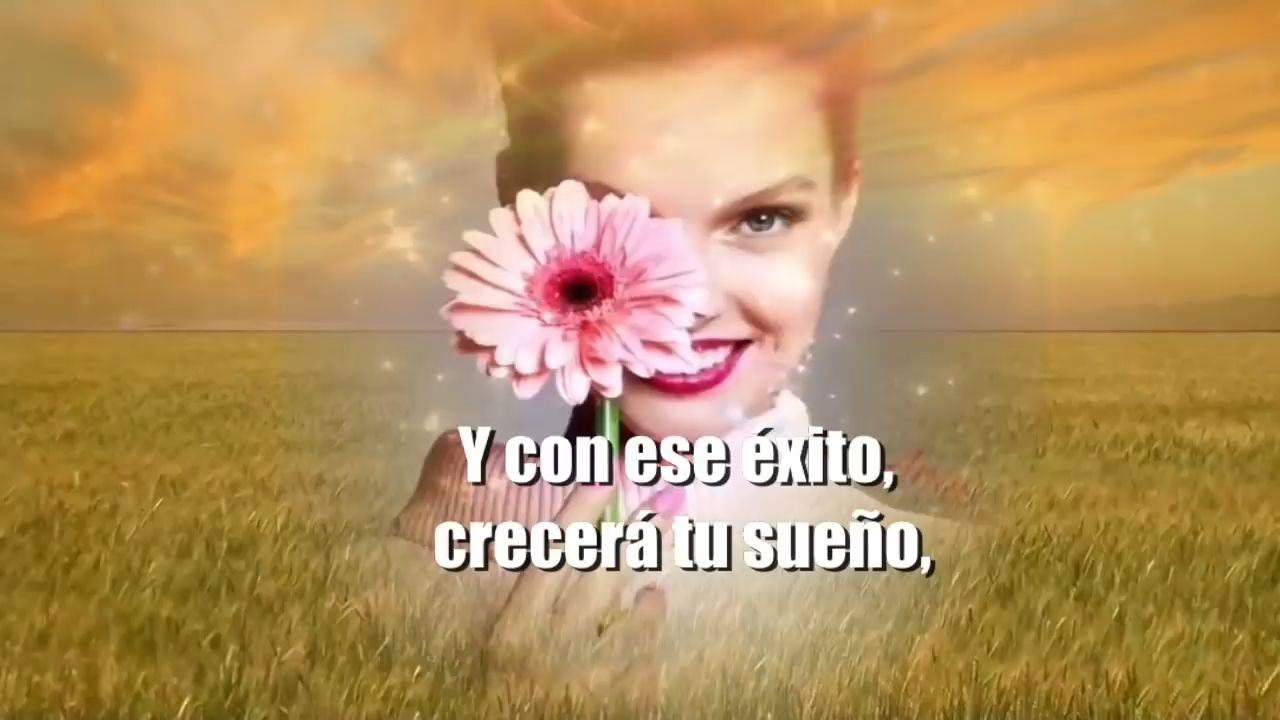 Y con ese éxito,
crecerá tu sueño,